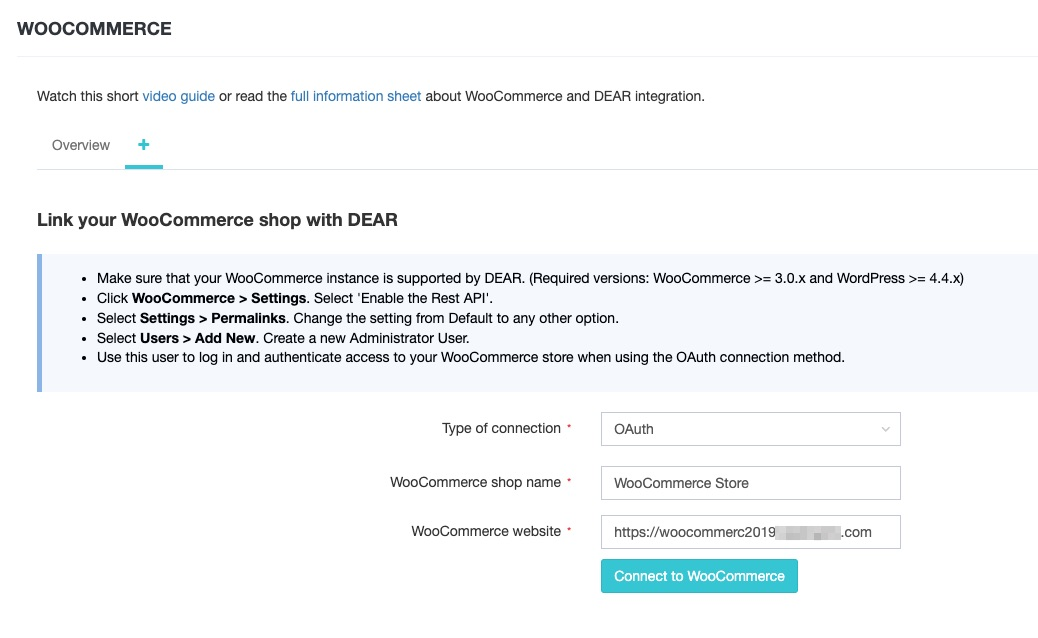 WOOCOMMERCE
Watch this short video guide or read the full information sheet about WooCommerce and DEAR integration.
Overview +
Link your WooCommerce shop with DEAR
• Make sure that your WooCommerce instance is supported by DEAR. (Required versions: WooCommerce >= 3.0.x and WordPress >= 4.4.x)
• Click WooCommerce > Settings. Select 'Enable the Rest API'.
• Select Settings > Permalinks. Change the setting from Default to any other option.
• Select Users > Add New. Create a new Administrator User.
• Use this user to log in and authenticate access to your WooCommerce store when using the OAuth connection method.
Type of connection * OAuth
WooCommerce shop name * WooCommerce Store
WooCommerce website * https://woocommerc2019 .com
Connect to WooCommerce